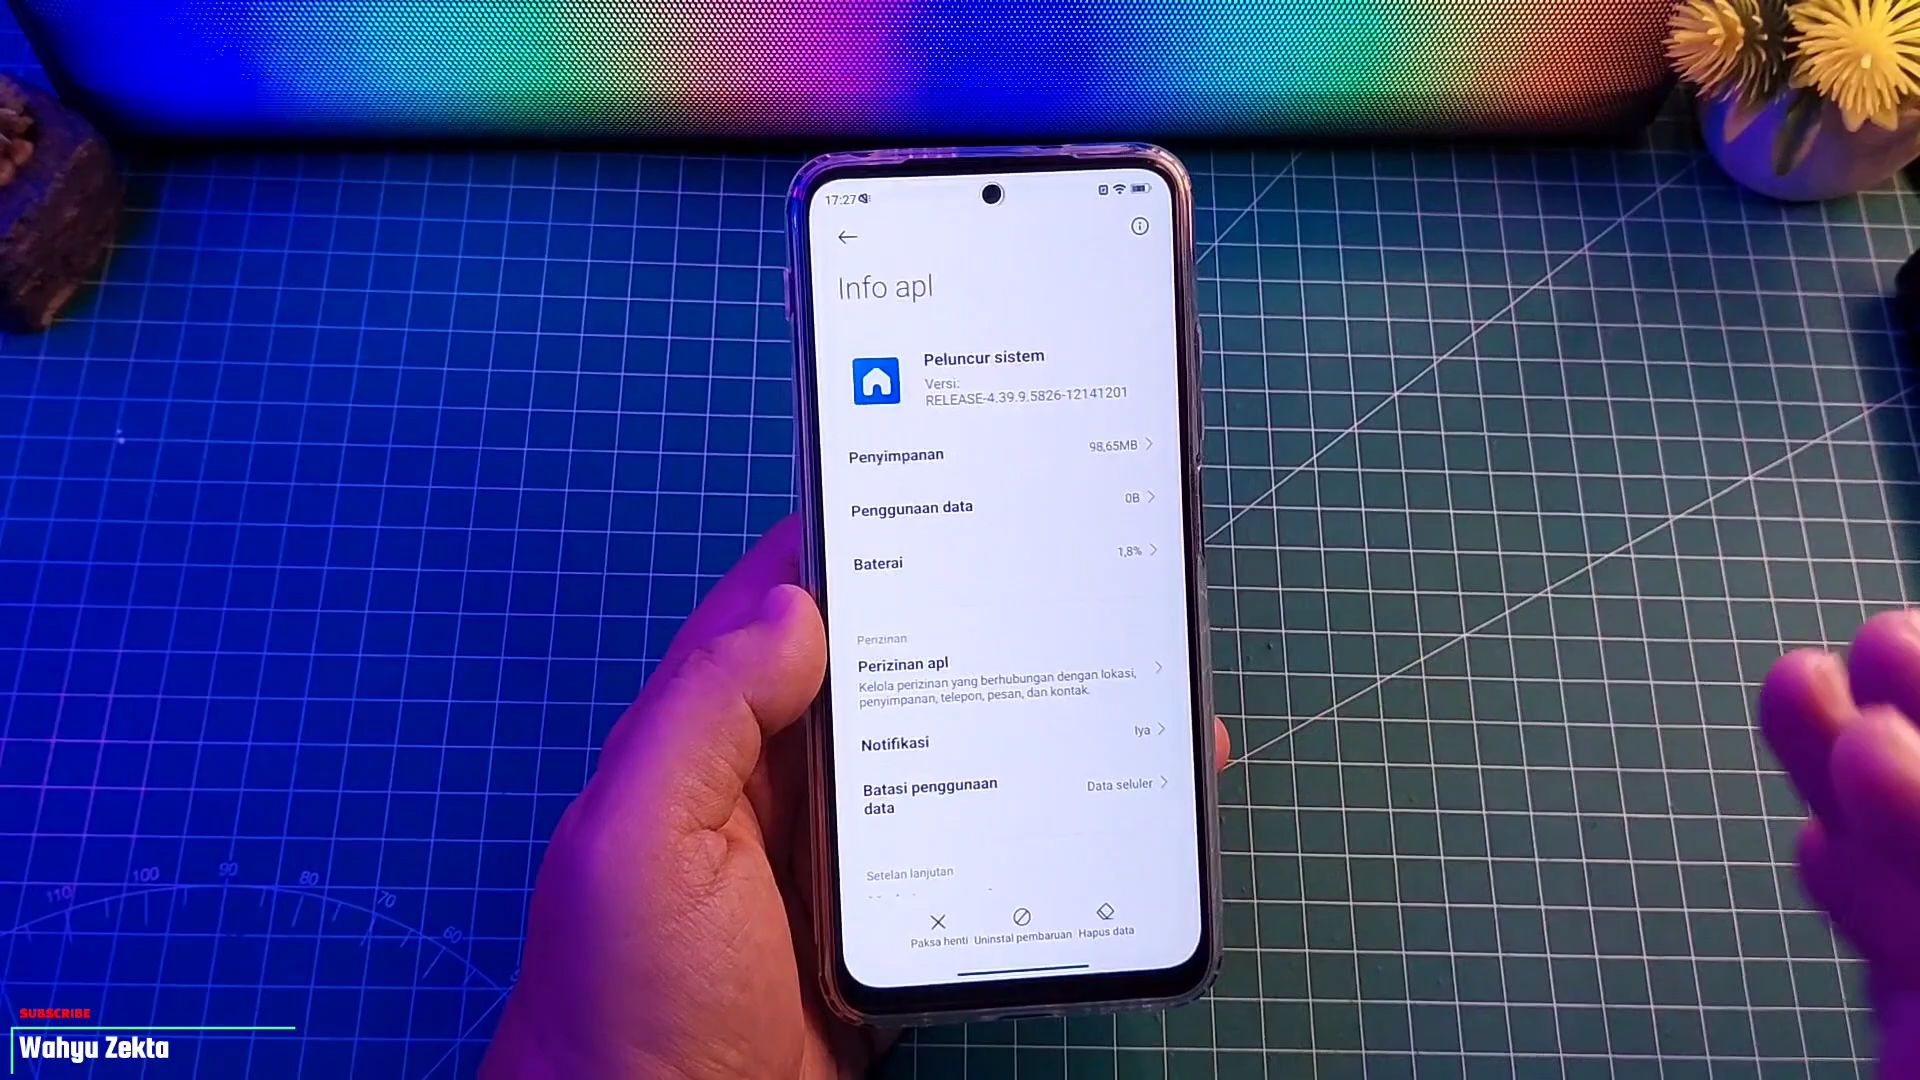 17:27
Info apl
Peluncur sistem
Versi:
RELEASE-4.39.9.5826-12141201
Penyimpanan
98,65MB
Penggunaan data
0B
Baterai
1,8%
Perizinan
Perizinan apl
Kelola perizinan yang berhubungan dengan lokasi,
penyimpanan, telepon, pesan, dan kontak.
Notifikasi
Iya
Batasi penggunaan
data
Data seluler
Setelan lanjutan
Paksa henti
Uninstal pembaruan
Hapus data
110
100
90
80
70
60
SUBSCRIBE
Wahyu Zekta